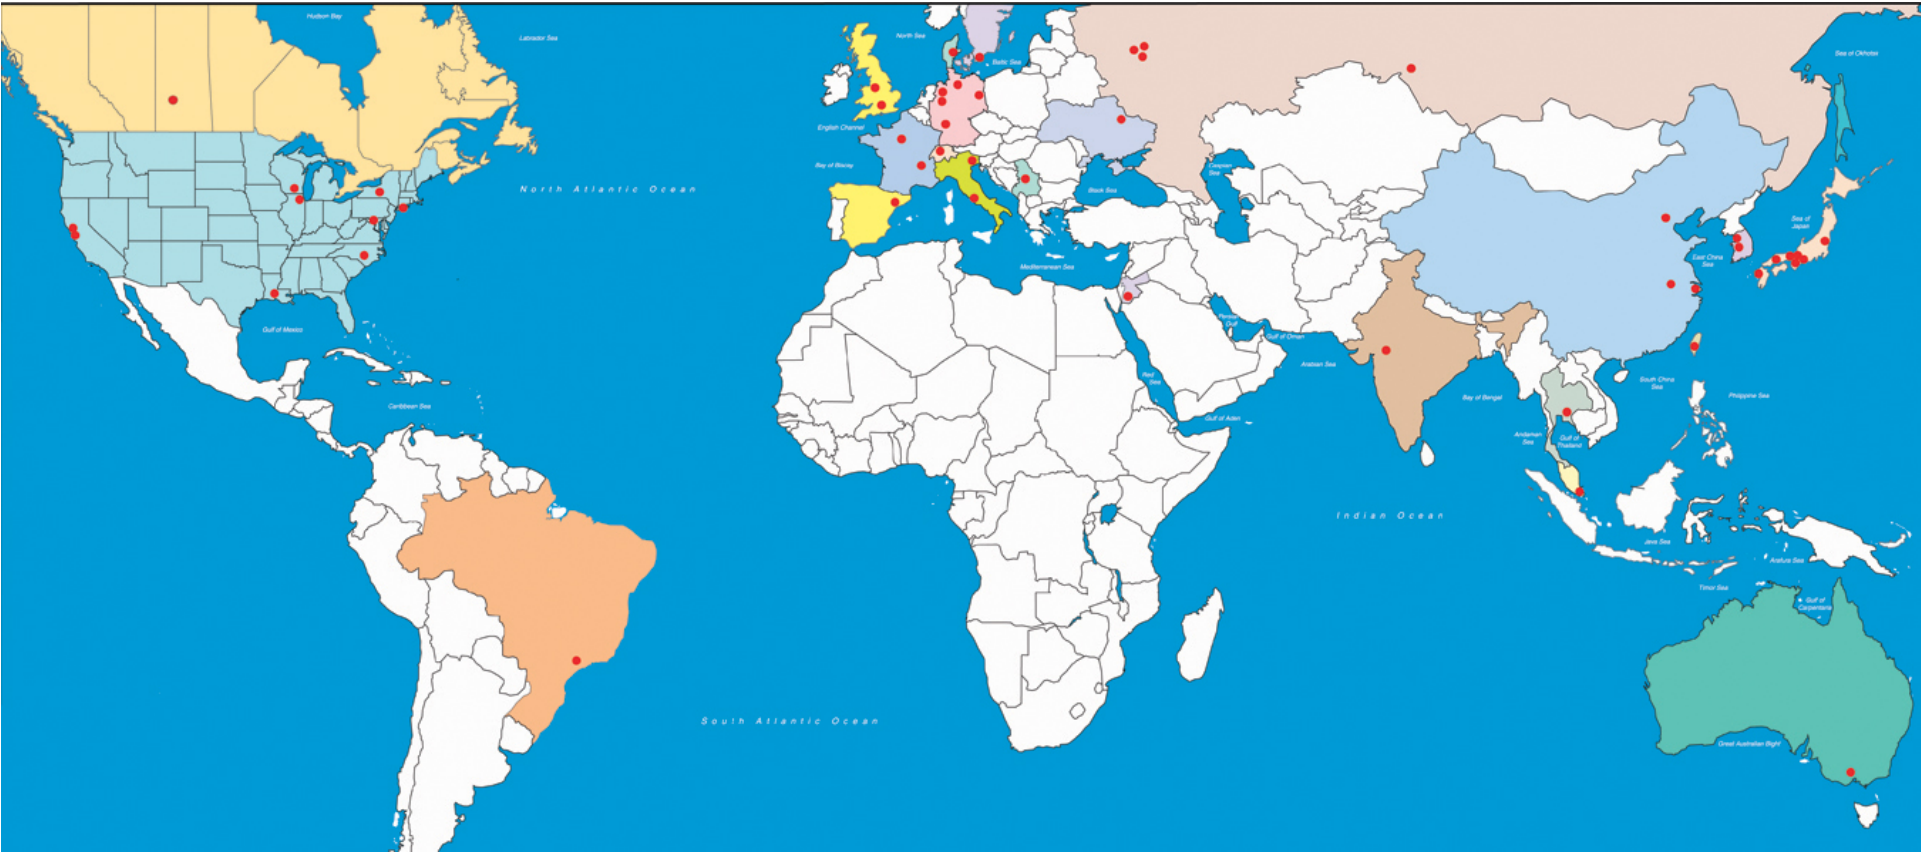 Hudson Bay
Labrador Sea
North Sea
Baltic Sea
Sea of Okhotsk
English Channel
Bay of Biscay
Caspian
Sea
Black Sea
North Atlantic Ocean
Sea of
Japan
East China
Sea
Mediterranean Sea
Gulf of Mexico
Persian
Gulf
Gulf of Oman
Arabian Sea
Red
Sea
South China
Sea
Philippine Sea
Bay of Bengal
Caribbean Sea
Gulf of Aden
Andaman
Sea
Gulf of
Thailand
Indian Ocean
Java Sea
Arafura Sea
Timor Sea
Gulf of
Carpentaria
South Atlantic Ocean
Great Australian Bight